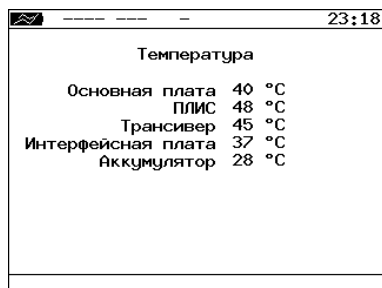 ---- --- - 23:18
Температура
Основная плата 40 °C
ПЛИС 48 °C
Трансивер 45 °C
Интерфейсная плата 37 °C
Аккумулятор 28 °C